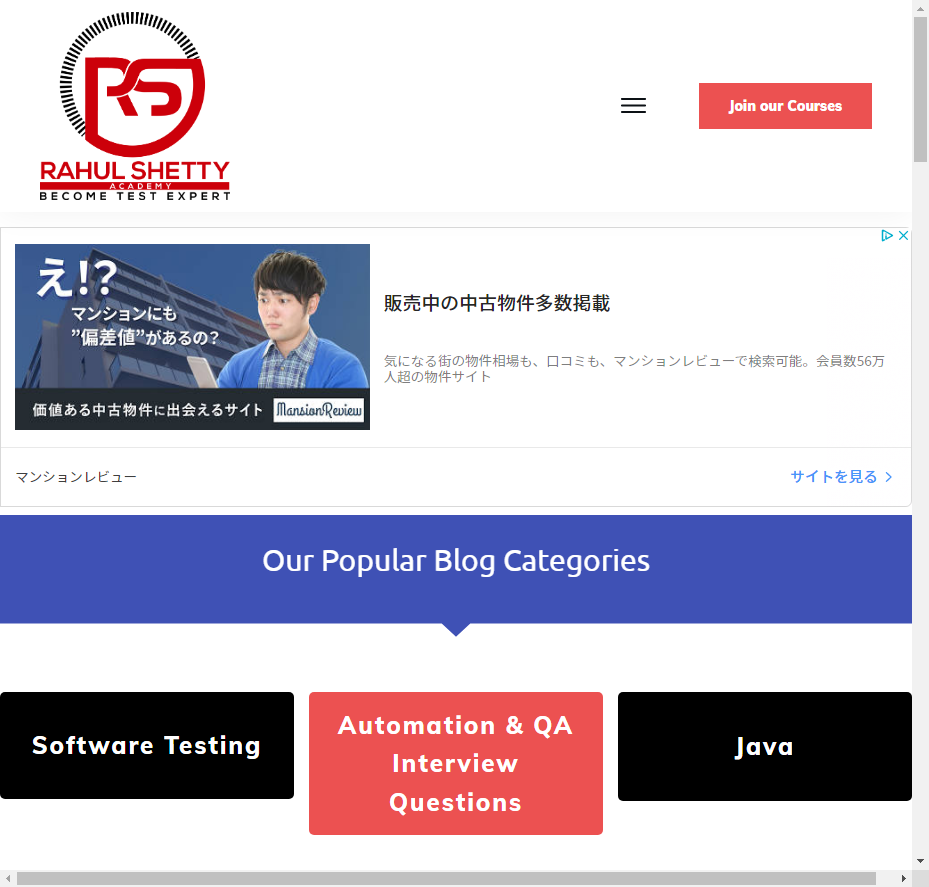 RAHUL SHETTY
ACADEMY
BECOME TEST EXPERT
Join our Courses
え!?
マンションにも
”偏差値”があるの?
価値ある中古物件に出会えるサイト MansionReview
販売中の中古物件多数掲載
気になる街の物件相場も、口コミも、マンションレビューで検索可能。会員数56万
人超の物件サイト
マンションレビュー
サイトを見る
Our Popular Blog Categories
Software Testing
Automation & QA
Interview
Questions
Java